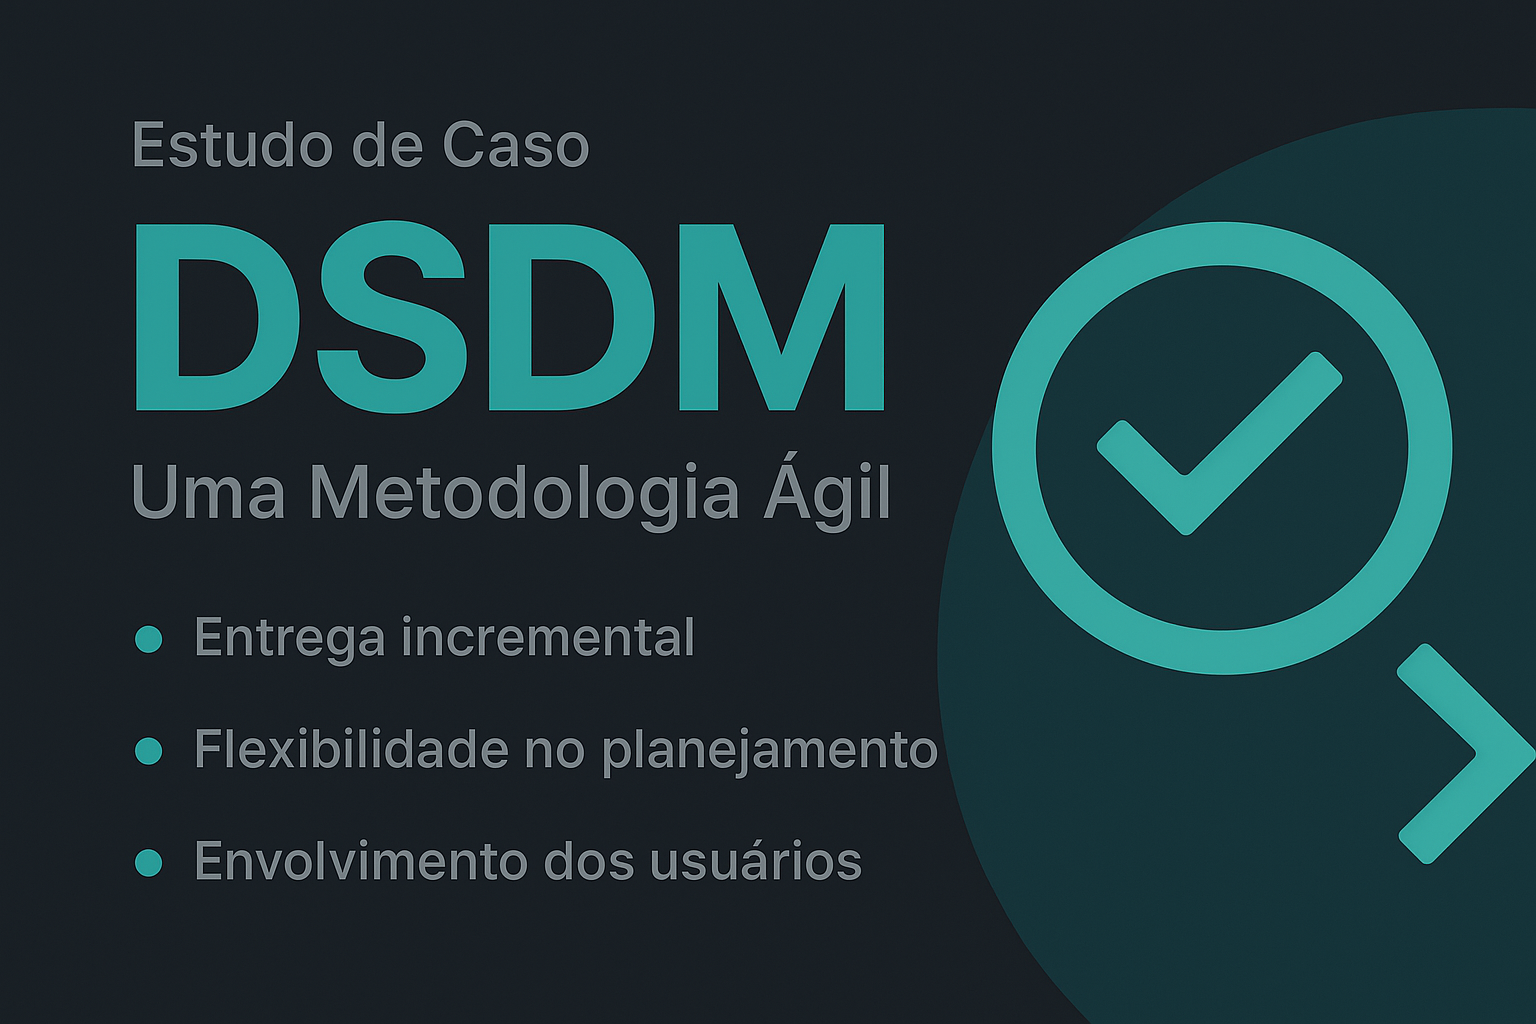 Estudo de Caso
DSDM
Uma Metodologia Ágil
Entrega incremental
Flexibilidade no planejamento
Envolvimento dos usuários